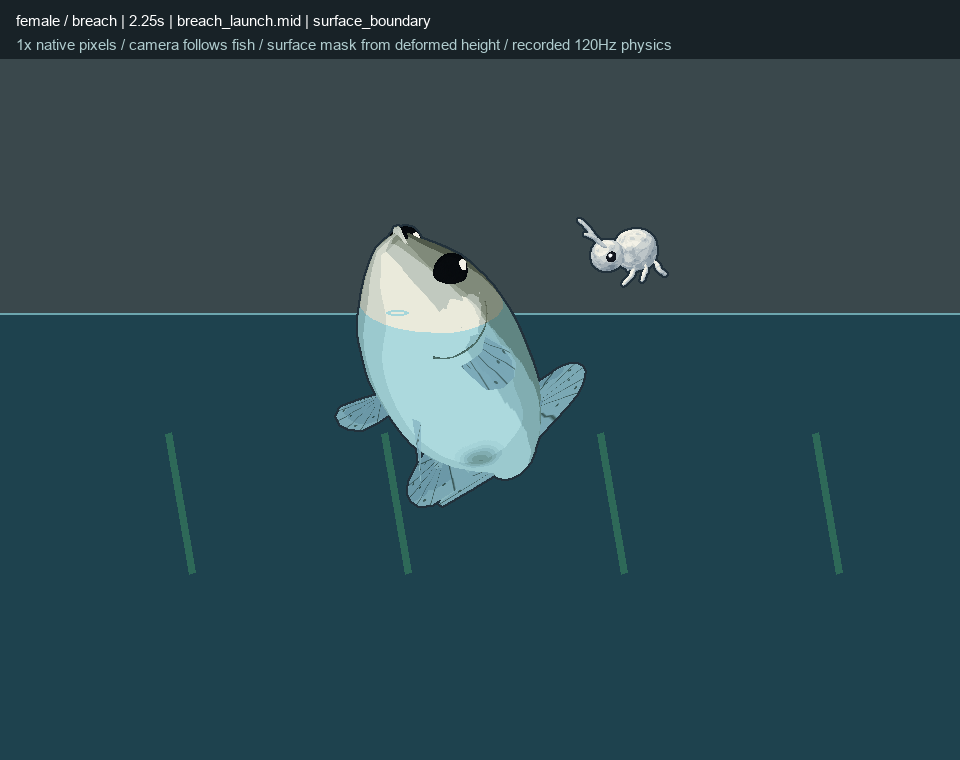 female / breach | 2.25s | breach_launch.mid | surface_boundary
1x native pixels / camera follows fish / surface mask from deformed height / recorded 120Hz physics